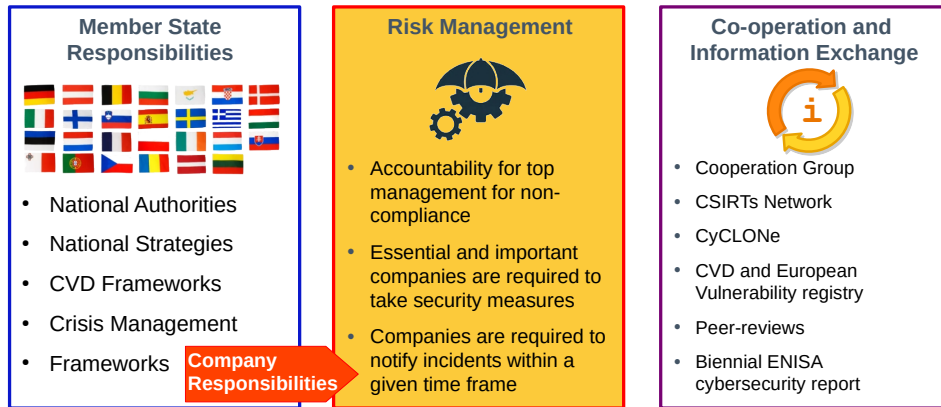 Member State
Responsibilities
• National Authorities
• National Strategies
• CVD Frameworks
• Crisis Management
• Frameworks
Company
Responsibilities
Risk Management
• Accountability for top
management for non-
compliance
• Essential and important
companies are required to
take security measures
• Companies are required to
notify incidents within a
given time frame
Co-operation and
Information Exchange
i
• Cooperation Group
• CSIRTs Network
• CyCLONe
• CVD and European
Vulnerability registry
• Peer-reviews
• Biennial ENISA
cybersecurity report